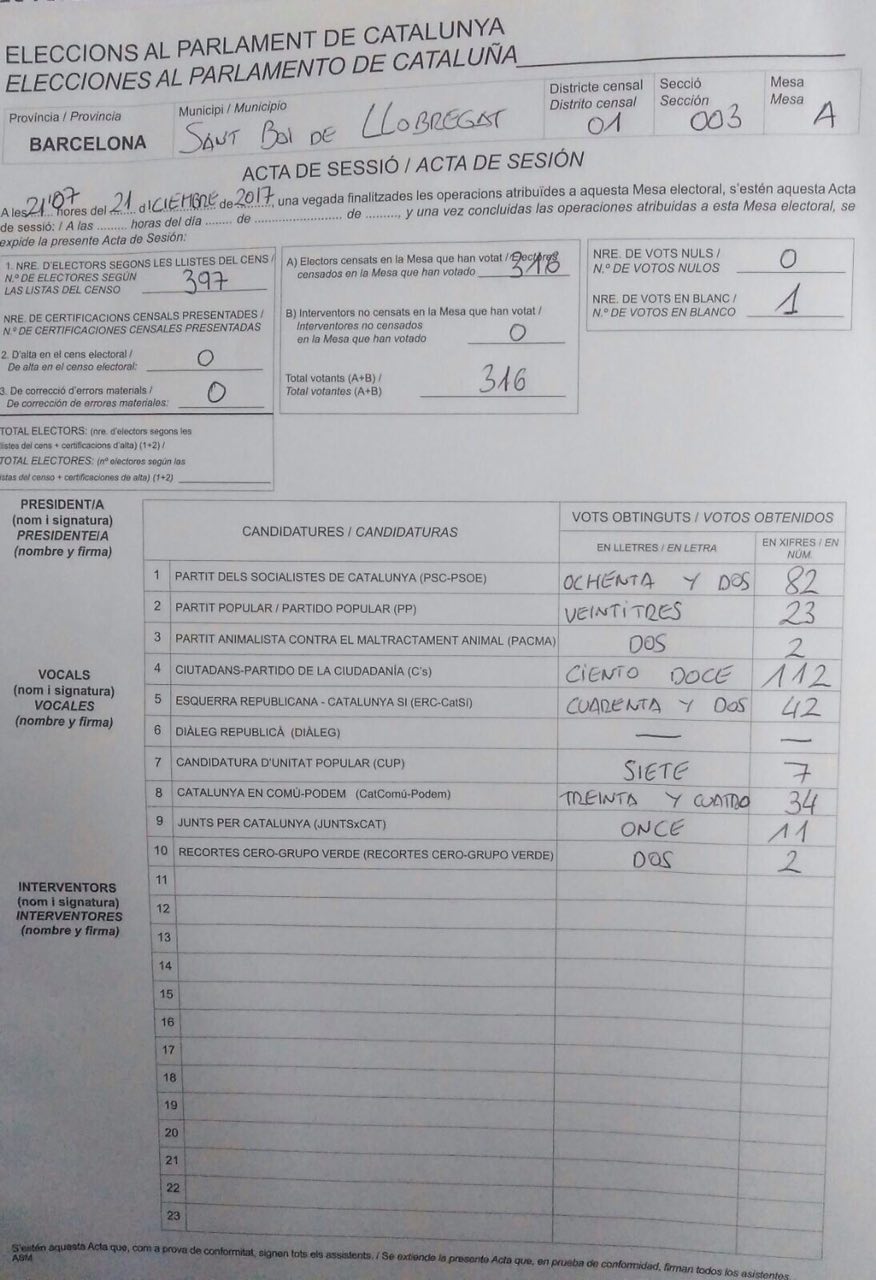 ELECCIONS AL PARLAMENT DE CATALUNYA
ELECCIONES AL PARLAMENTO DE CATALUÑA
Província / Provincia
BARCELONA
Municipi / Municipio
SANT BOI DE LLOBREGAT
Districte censal
Distrito censal
01
Secció
Sección
003
Mesa
Mesa
A
ACTA DE SESSIÓ / ACTA DE SESIÓN
A les 21'07 hores del 21 dICIEMBRE de 2017, una vegada finalitzades les operacions atribuïdes a aquesta Mesa electoral, s'estén aquesta Acta
de sessió: / A las ......... horas del día ......... de ......................... de ........., y una vez concluidas las operaciones atribuidas a esta Mesa electoral, se
expide la presente Acta de Sesión:
1. NRE. D'ELECTORS SEGONS LES LLISTES DEL CENS /
N.º DE ELECTORES SEGÚN
LAS LISTAS DEL CENSO 397
NRE. DE CERTIFICACIONS CENSALS PRESENTADES /
N.º DE CERTIFICACIONES CENSALES PRESENTADAS
2. D'alta en el cens electoral /
De alta en el censo electoral: 0
3. De correcció d'errors materials /
De corrección de errores materiales: 0
TOTAL ELECTORS: (nre. d'electors segons les
listes del cens + certificacions d'alta) (1+2) /
TOTAL ELECTORES: (nº electores según las
istas del censo + certificaciones de alta) (1+2)
A) Electors censats en la Mesa que han votat / Electores
censados en la Mesa que han votado 316
B) Interventors no censats en la Mesa que han votat /
Interventores no censados
en la Mesa que han votado 0
Total votants (A+B) /
Total votantes (A+B) 316
NRE. DE VOTS NULS /
N.º DE VOTOS NULOS 0
NRE. DE VOTS EN BLANC /
N.º DE VOTOS EN BLANCO 1
PRESIDENT/A
(nom i signatura)
PRESIDENTE/A
(nombre y firma)
VOCALS
(nom i signatura)
VOCALES
(nombre y firma)
INTERVENTORS
(nom i signatura)
INTERVENTORES
(nombre y firma)
CANDIDATURES / CANDIDATURAS
VOTS OBTINGUTS / VOTOS OBTENIDOS
EN LLETRES / EN LETRA
EN XIFRES / EN
NÚM.
1 PARTIT DELS SOCIALISTES DE CATALUNYA (PSC-PSOE) OCHENTA Y DOS 82
2 PARTIT POPULAR / PARTIDO POPULAR (PP) VEINTITRES 23
3 PARTIT ANIMALISTA CONTRA EL MALTRACTAMENT ANIMAL (PACMA) DOS 2
4 CIUTADANS-PARTIDO DE LA CIUDADANÍA (C's) CIENTO DOCE 112
5 ESQUERRA REPUBLICANA - CATALUNYA SI (ERC-CatSí) CUARENTA Y DOS 42
6 DIÀLEG REPUBLICÀ (DIÀLEG) — —
7 CANDIDATURA D'UNITAT POPULAR (CUP) SIETE 7
8 CATALUNYA EN COMÚ-PODEM (CatComú-Podem) TREINTA Y CUATRO 34
9 JUNTS PER CATALUNYA (JUNTSxCAT) ONCE 11
10 RECORTES CERO-GRUPO VERDE (RECORTES CERO-GRUPO VERDE) DOS 2
11
12
13
14
15
16
17
18
19
20
21
22
23
S'estén aquesta Acta que, com a prova de conformitat, signen tots els assistents. / Se extiende la presente Acta que, en prueba de conformidad, firman todos los asistentes.